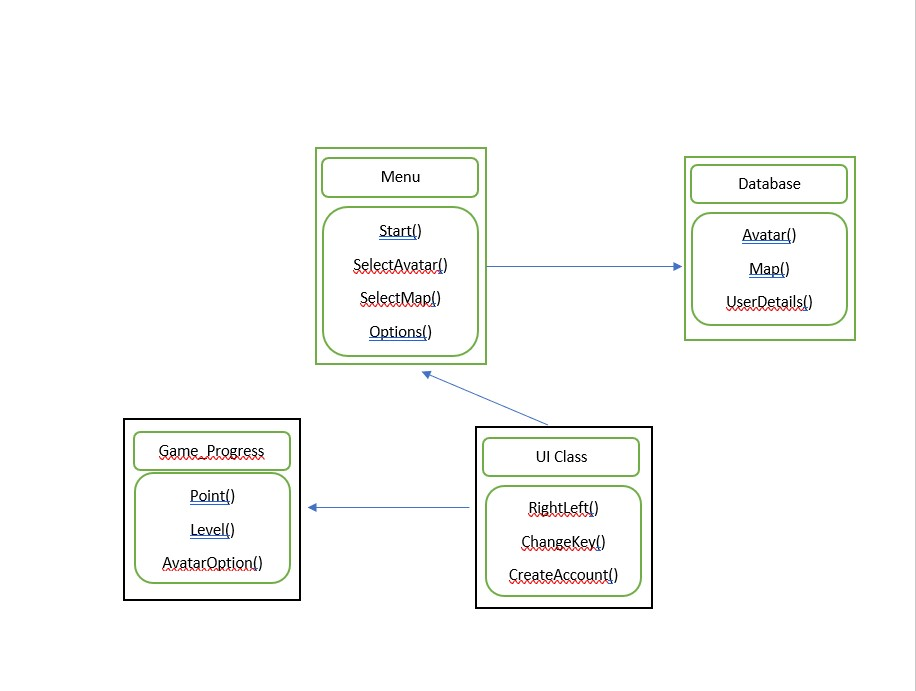 Menu
Start()
SelectAvatar()
SelectMap()
Options()
Database
Avatar()
Map()
UserDetails()
Game_Progress
Point()
Level()
AvatarOption()
UI Class
RightLeft()
ChangeKey()
CreateAccount()